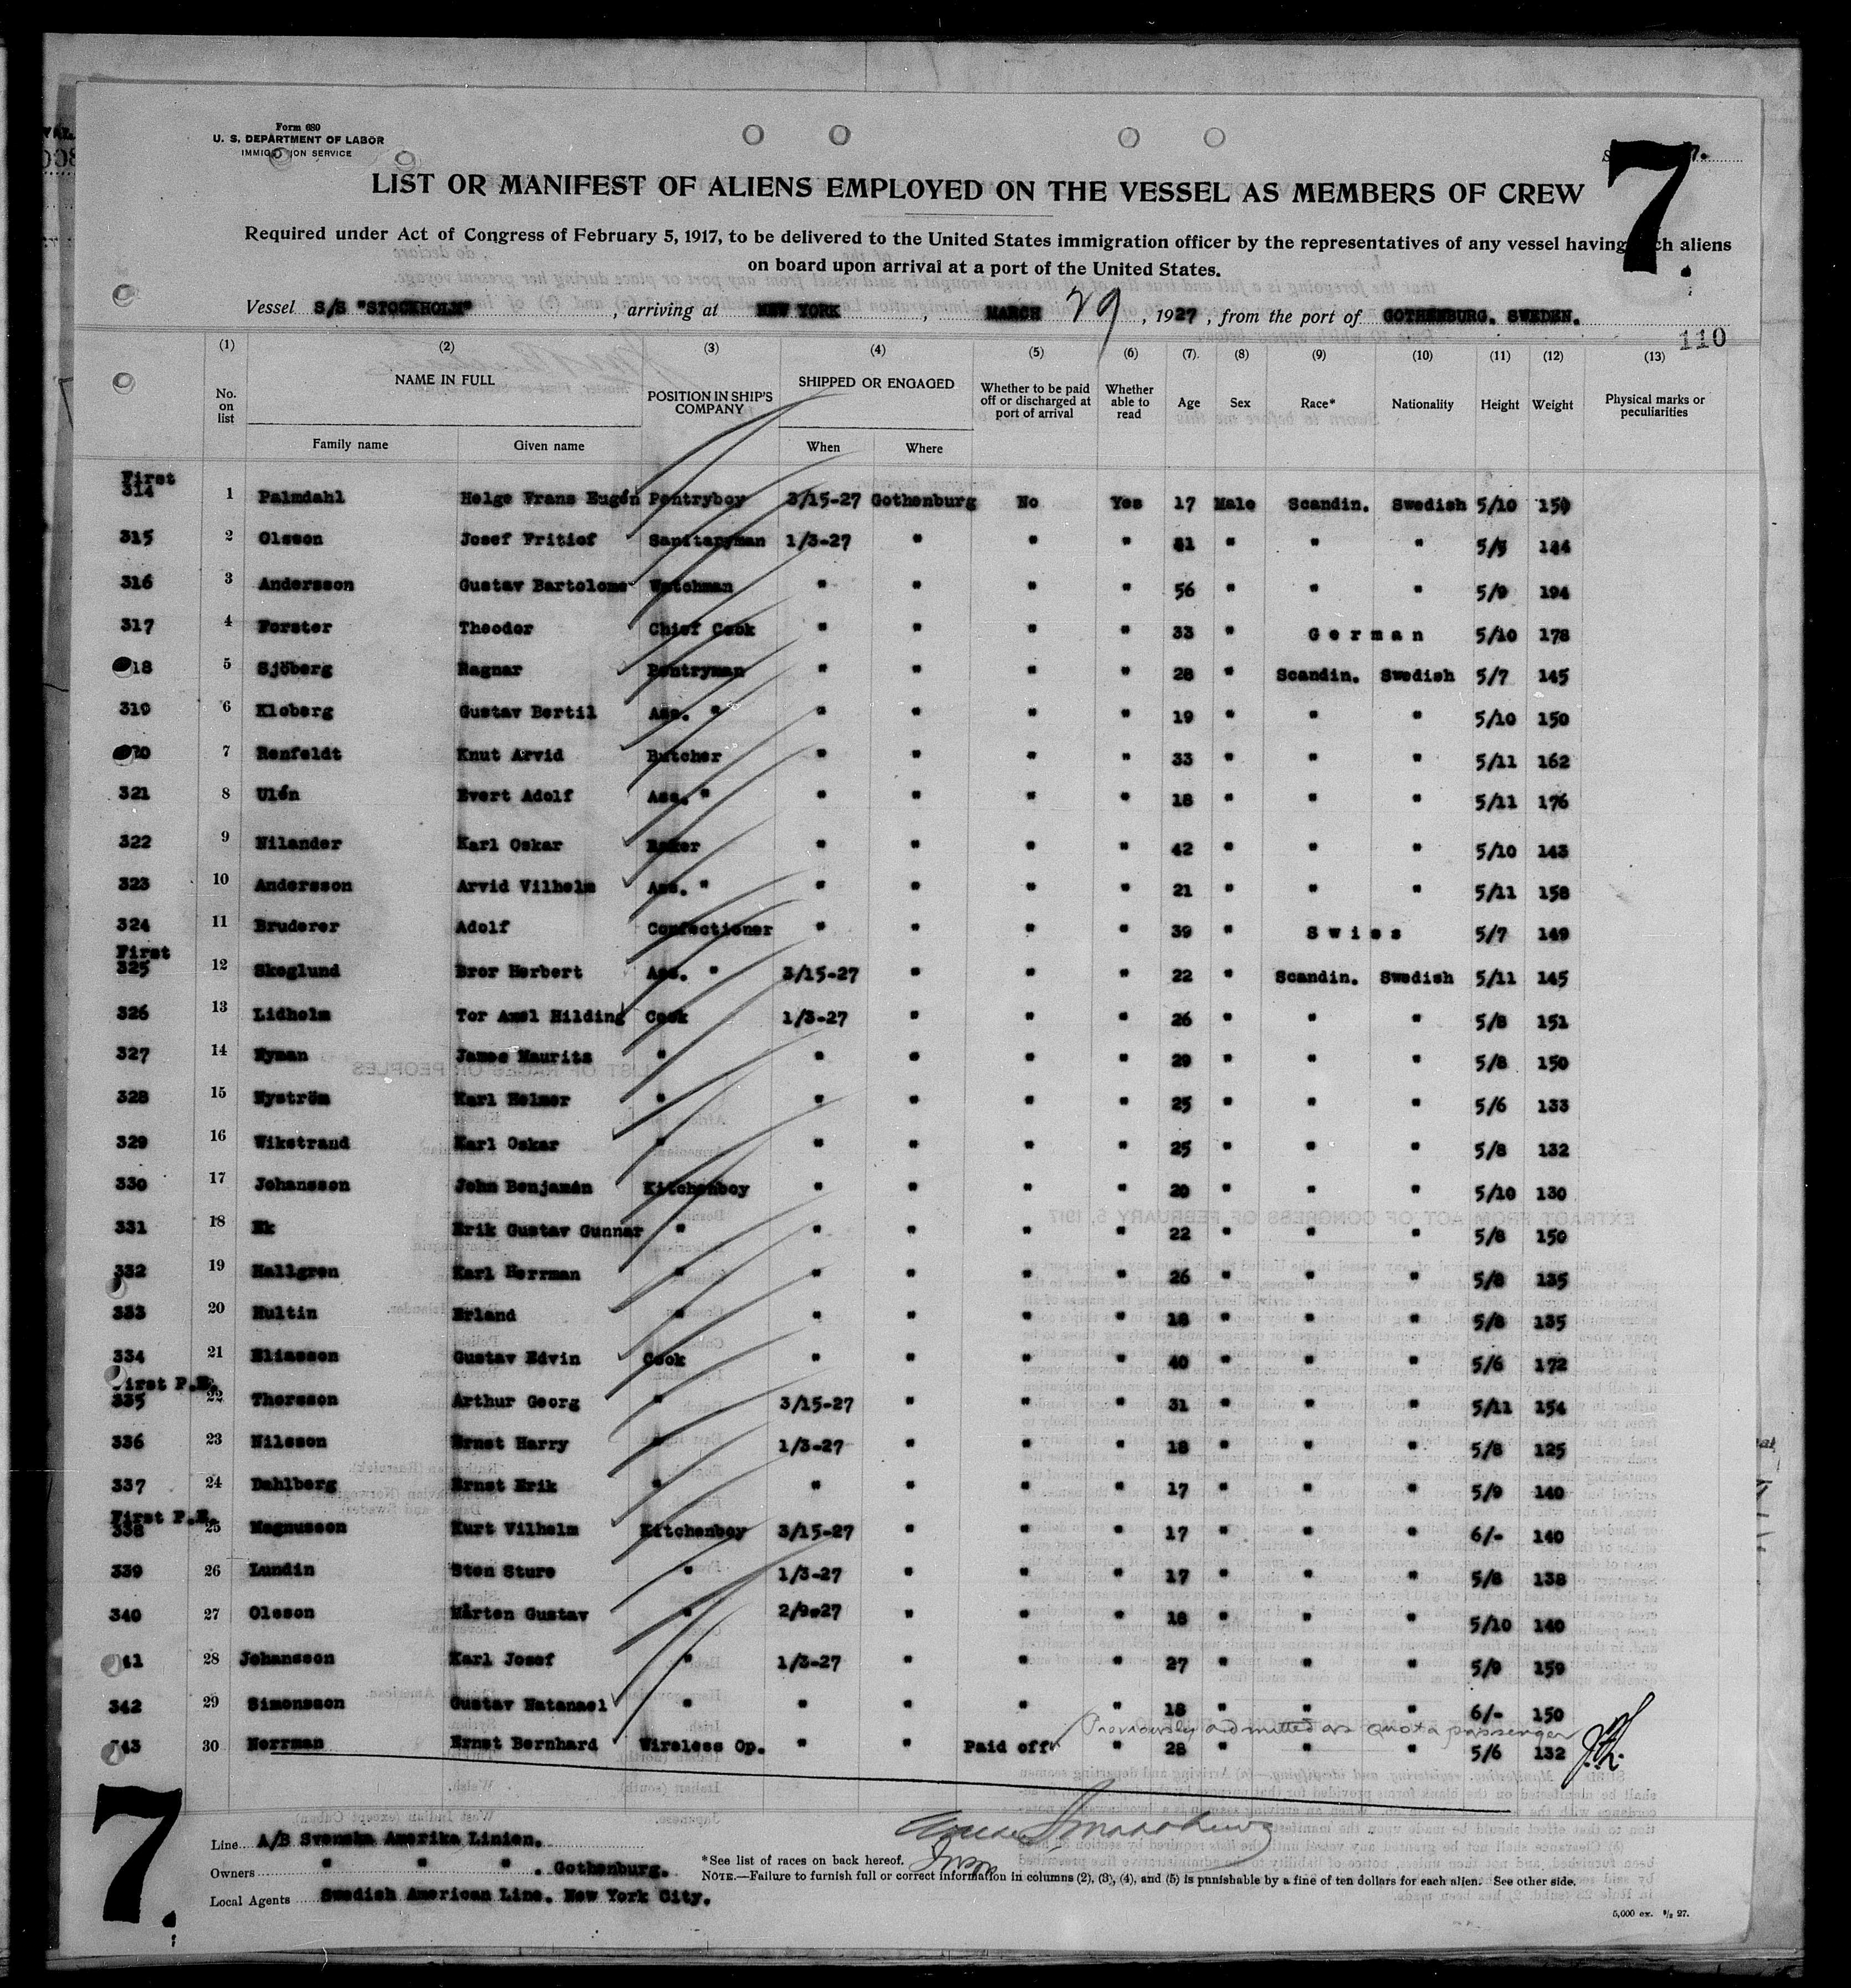 Form 680
U. S. DEPARTMENT OF LABOR
IMMIGRATION SERVICE
7.
LIST OR MANIFEST OF ALIENS EMPLOYED ON THE VESSEL AS MEMBERS OF CREW
Required under Act of Congress of February 5, 1917, to be delivered to the United States immigration officer by the representatives of any vessel having such aliens
on board upon arrival at a port of the United States.
Vessel S/S "STOCKHOLM", arriving at NEW YORK, MARCH 29, 1927, from the port of GOTHENBURG. SWEDEN.
110
(1) (2) (3) (4) (5) (6) (7) (8) (9) (10) (11) (12) (13)
No. on list NAME IN FULL POSITION IN SHIP'S COMPANY SHIPPED OR ENGAGED Whether to be paid off or discharged at port of arrival Whether able to read Age Sex Race* Nationality Height Weight Physical marks or peculiarities
Family name Given name When Where
First
314 1 Palmdahl Helge Frans Eugén Pentryboy 3/15-27 Gothenburg No Yes 17 Male Scandin. Swedish 5/10 150
315 2 Olsson Josef Fritiof Sanitaryman 1/3-27 " " " " " " 5/5
316 3 Andersson Gustav Bartolome Watchman " " " " 56 " " " 5/9 194
317 4 Forster Theodor Chief Cook " " " " 33 " German 5/10 178
18 5 Sjöberg Ragnar Pentryman " " " " 28 " Scandin. Swedish 5/7 145
319 6 Kloberg Gustav Bertil Ass. " " " " " 19 " " " 5/10 150
20 7 Renfeldt Knut Arvid Butcher " " " " 33 " " " 5/11 162
321 8 Ulén Evert Adolf Ass. " " " " " 18 " " " 5/11 176
322 9 Nilander Karl Oskar Baker " " " " 42 " " " 5/10 143
323 10 Andersson Arvid Vilhelm Ass. " " " " " 21 " " " 5/11 158
324 11 Bruderer Adolf Confectioner " " " " 39 " Swiss 5/7 149
First
325 12 Skoglund Bror Herbert Ass. " 3/15-27 " " " 22 " Scandin. Swedish 5/11 145
326 13 Lidholm Tor Axel Hilding Cook 1/3-27 " " " 26 " " " 5/8 151
327 14 Nyman James Maurits " " " " " 29 " " " 5/8 150
328 15 Nyström Karl Helmer " " " " " 25 " " " 5/6 133
329 16 Wikstrand Karl Oskar " " " " " 25 " " " 5/8 132
330 17 Johansson John Benjamén Kitchenboy " " " " 20 " " " 5/10 130
331 18 Ek Erik Gustav Gunnar " " " " " 22 " " " 5/8 150
332 19 Hallgren Karl Herrman " " " " " 26 " " " 5/8 135
333 20 Hultin Erland " " " " " 18 " " " 5/8 135
334 21 Eliasson Gustav Edvin Cook " " " " 40 " " " 5/6 172
First P.E.
335 22 Thorsson Arthur Georg " 3/15-27 " " " 31 " " " 5/11 154
336 23 Nilsson Ernst Harry " 1/3-27 " " " 18 " " " 5/8 125
337 24 Dahlberg Ernst Erik " " " " " 17 " " " 5/9 140
First P.E.
338 25 Magnusson Kurt Vilhelm Kitchenboy 3/15-27 " " " 17 " " " 6/- 140
339 26 Lundin Sten Sture " 1/3-27 " " " 17 " " " 5/8 138
340 27 Olsson Mårten Gustav " 2/9-27 " " " 18 " " " 5/10 140
41 28 Johansson Karl Josef " 1/3-27 " " " 27 " " " 5/9 159
342 29 Simonsson Gustav Natanael " " " " " 18 " " " 6/- 150
Previously admitted as quota passenger
343 30 Herrman Ernst Bernhard Wireless Op. " " Paid off " 28 " " " 5/6 132
7.
Line A/B Svenska Amerika Linien.
Owners " " " . Gothenburg.
Local Agents Swedish American Line. New York City.
*See list of races on back hereof.
NOTE.—Failure to furnish full or correct information in columns (2), (3), (4), and (5) is punishable by a fine of ten dollars for each alien. See other side.
5,000 ex. 3/2 27.